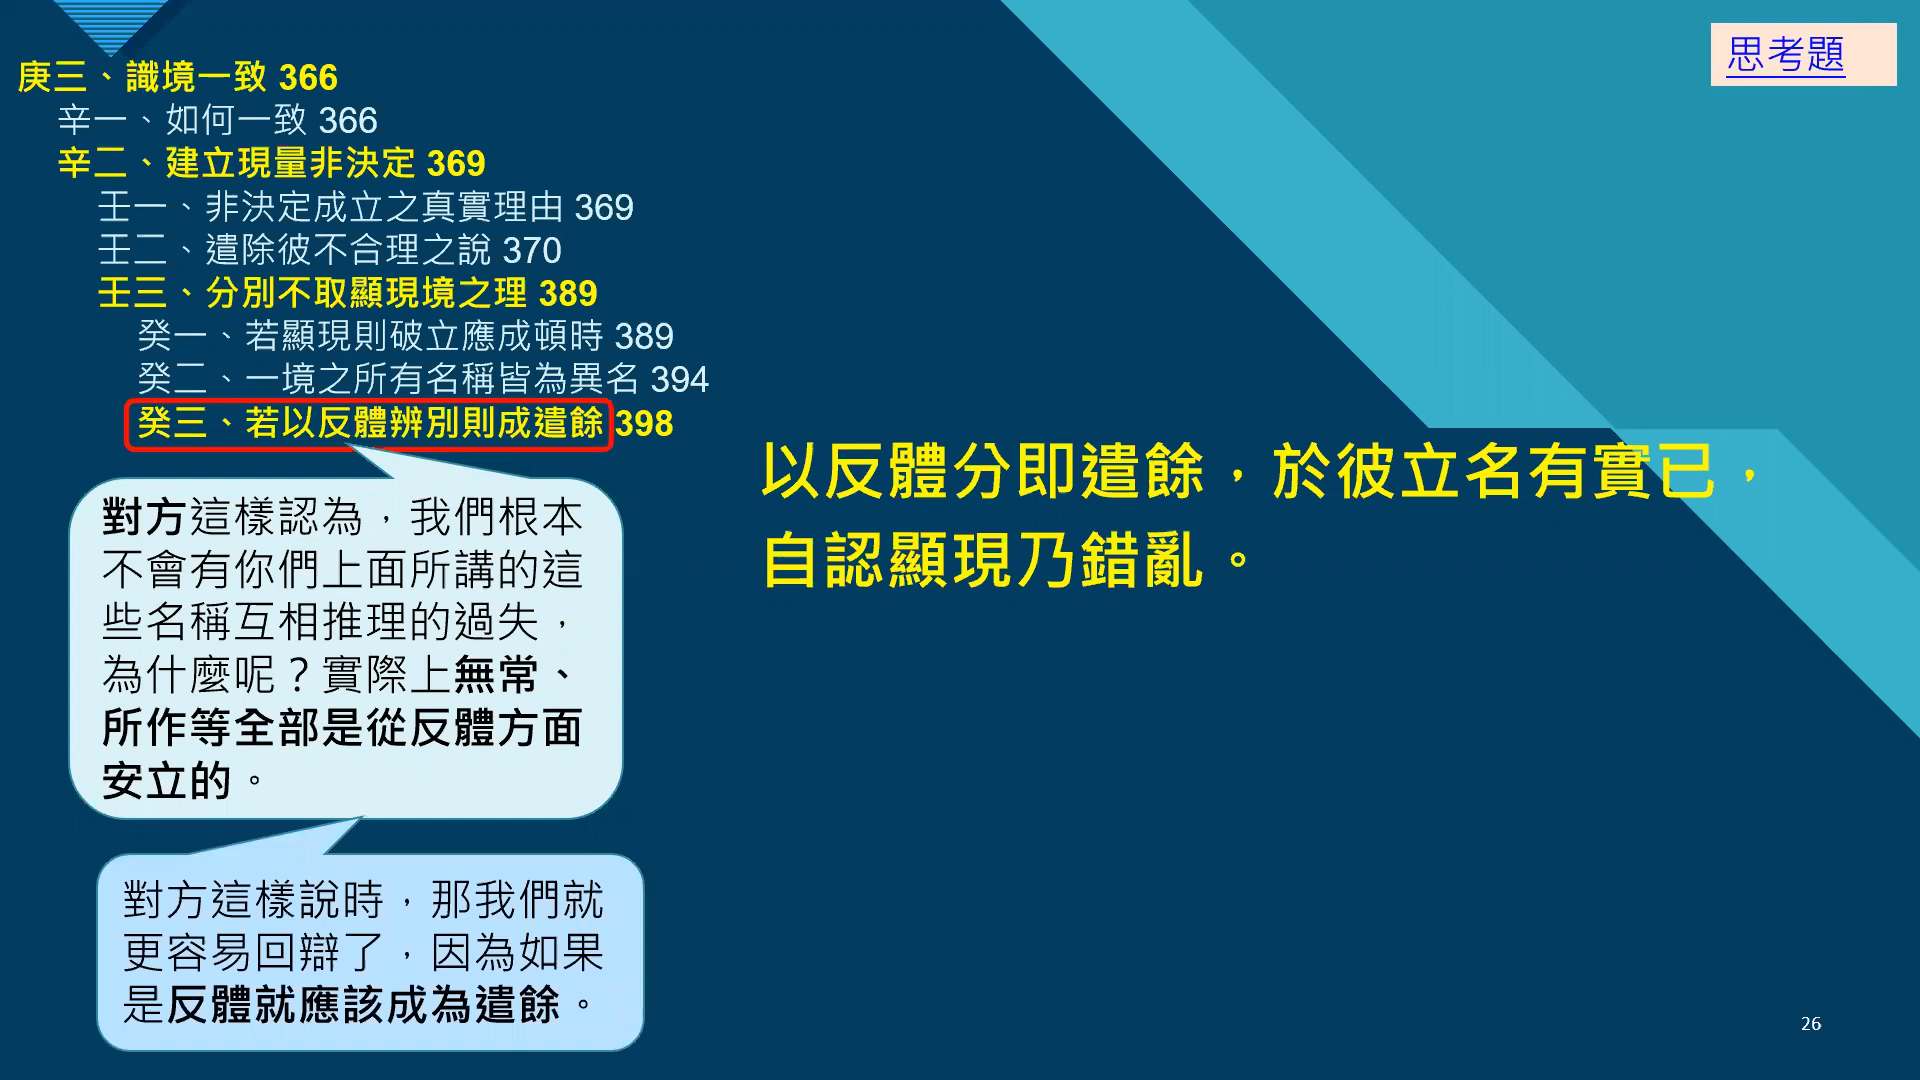 思考題
庚三、識境一致 366
辛一、如何一致 366
辛二、建立現量非決定 369
壬一、非決定成立之真實理由 369
壬二、遣除彼不合理之說 370
壬三、分別不取顯現境之理 389
癸一、若顯現則破立應成頓時 389
癸二、一境之所有名稱皆為異名 394
癸三、若以反體辨別則成遣餘 398
以反體分即遣餘，於彼立名有實已，
自認顯現乃錯亂。
對方這樣認為，我們根本
不會有你們上面所講的這
些名稱互相推理的過失，
為什麼呢？實際上無常、
所作等全部是從反體方面
安立的。
對方這樣說時，那我們就
更容易回辯了，因為如果
是反體就應該成為遣餘。
26